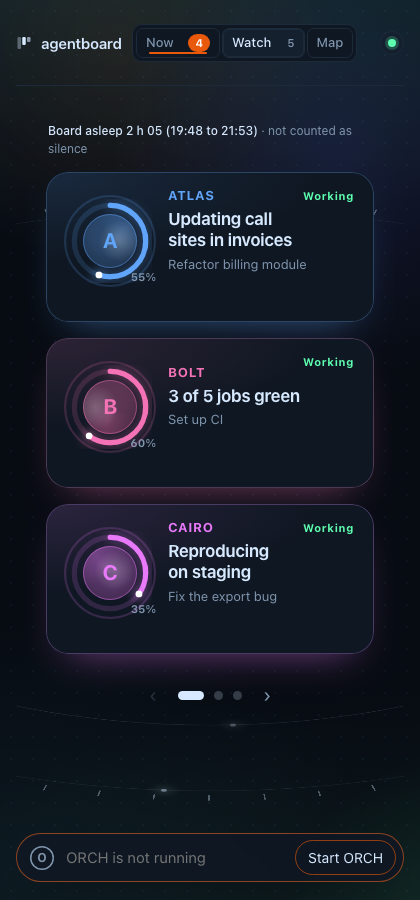 agentboard
Now 4
Watch 5
Map
Board asleep 2 h 05 (19:48 to 21:53) · not counted as
silence
ATLAS
Working
A
Updating call
sites in invoices
Refactor billing module
55%
Working
BOLT
B
3 of 5 jobs green
Set up CI
60%
CAIRO
Working
C
Reproducing
on staging
Fix the export bug
35%
O
ORCH is not running
Start ORCH